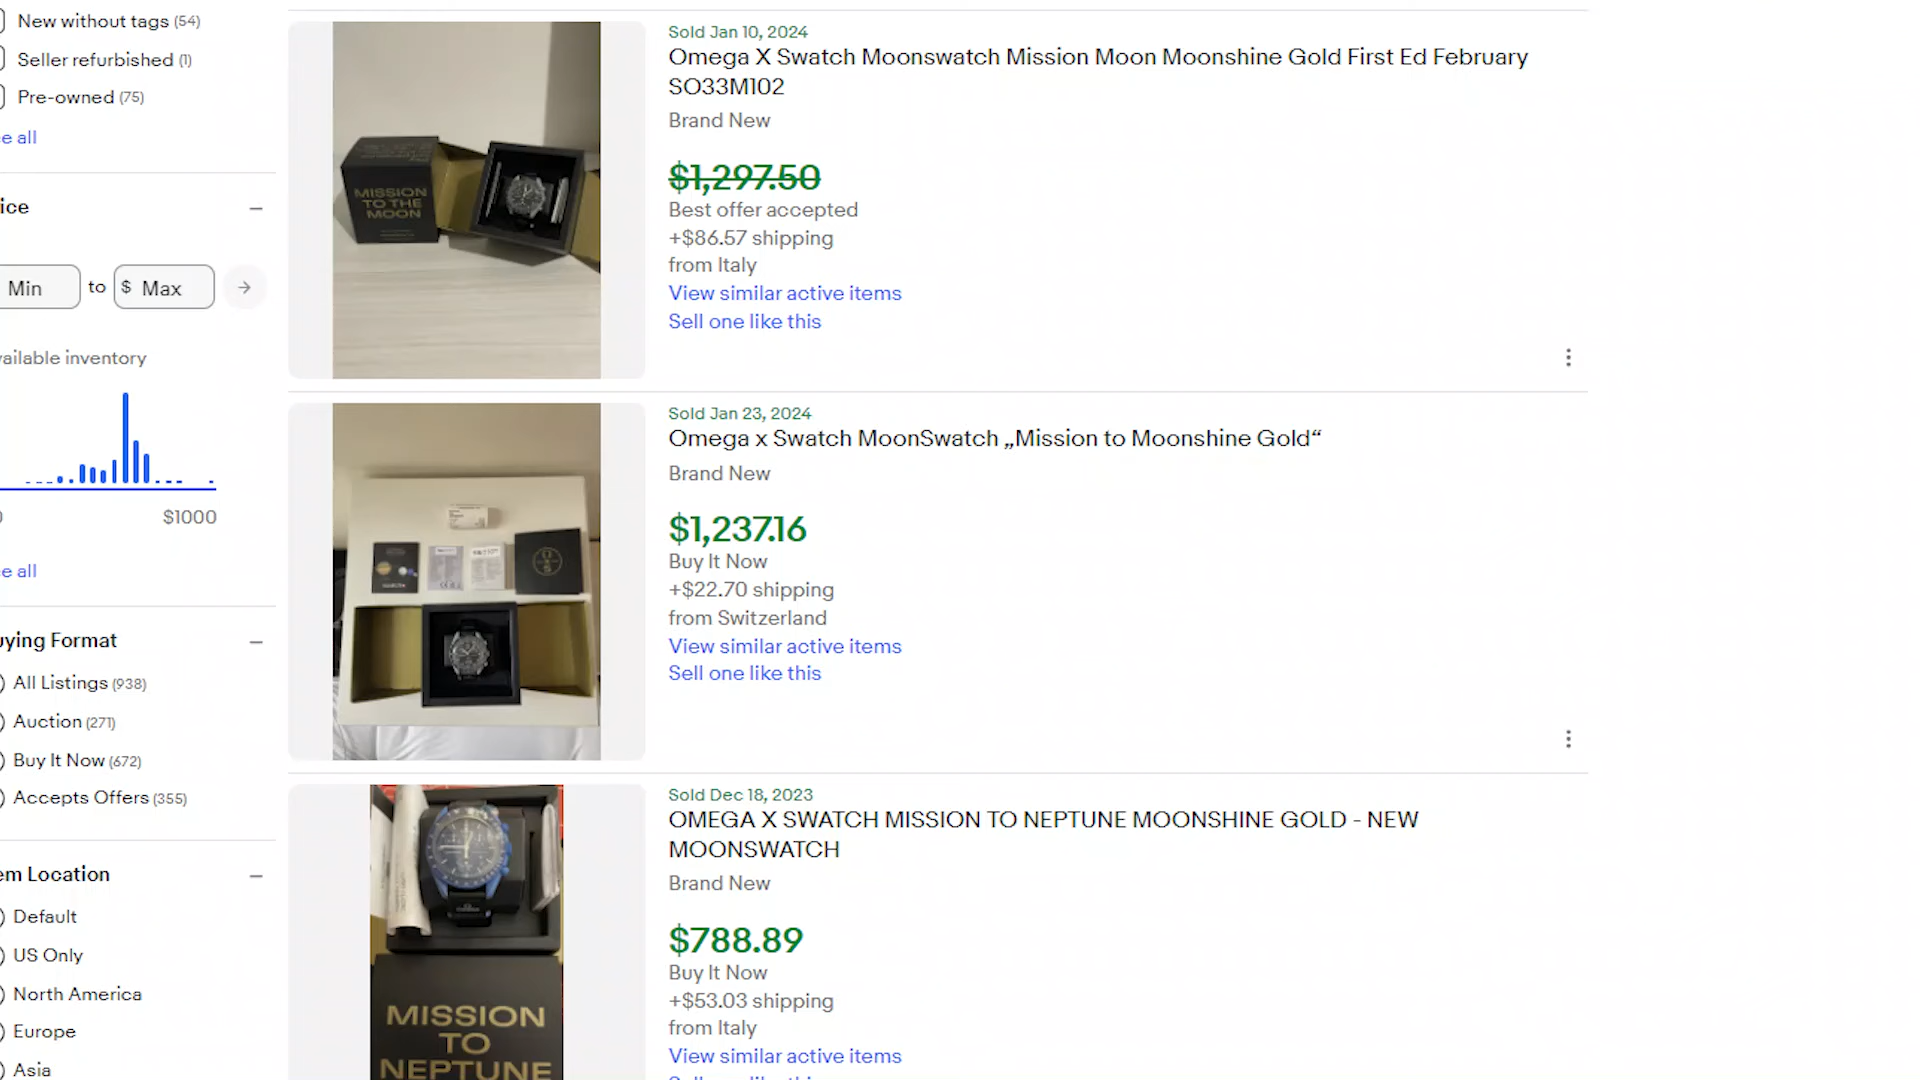 New without tags (54)
Seller refurbished (1)
Pre-owned (75)
e all
ice
Min to $ Max
ailable inventory
$1000
e all
uying Format
All Listings (938)
Auction (271)
Buy It Now (672)
Accepts Offers (355)
em Location
Default
US Only
North America
Europe
Asia
MISSION
TO THE
MOON
Sold Jan 10, 2024
Omega X Swatch Moonswatch Mission Moon Moonshine Gold First Ed February
SO33M102
Brand New
$1,297.50
Best offer accepted
+$86.57 shipping
from Italy
View similar active items
Sell one like this
Sold Jan 23, 2024
Omega x Swatch MoonSwatch „Mission to Moonshine Gold“
Brand New
$1,237.16
Buy It Now
+$22.70 shipping
from Switzerland
View similar active items
Sell one like this
MISSION
TO
NEPTUNE
Sold Dec 18, 2023
OMEGA X SWATCH MISSION TO NEPTUNE MOONSHINE GOLD - NEW
MOONSWATCH
Brand New
$788.89
Buy It Now
+$53.03 shipping
from Italy
View similar active items